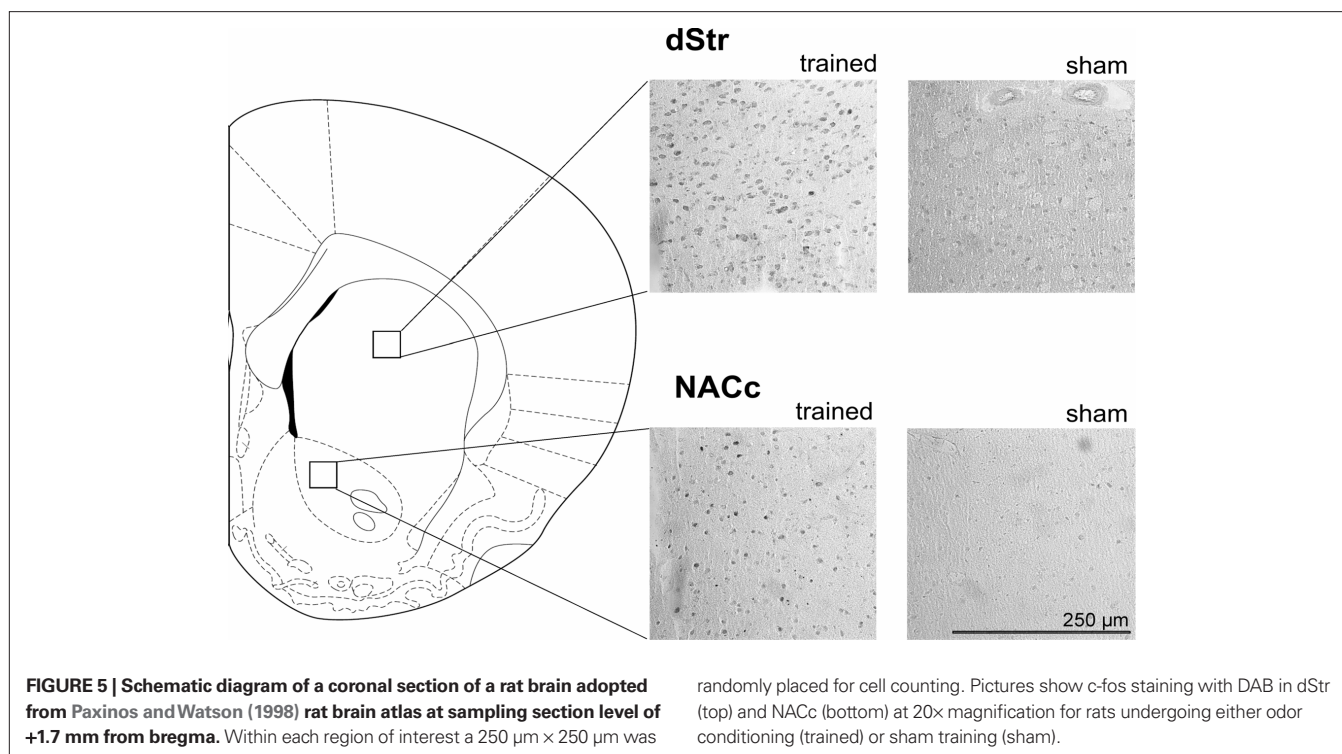 dStr
trained
sham
NACc
trained
sham
250 µm
FIGURE 5 | Schematic diagram of a coronal section of a rat brain adopted
from Paxinos and Watson (1998) rat brain atlas at sampling section level of
+1.7 mm from bregma. Within each region of interest a 250 µm × 250 µm was
randomly placed for cell counting. Pictures show c-fos staining with DAB in dStr
(top) and NACc (bottom) at 20× magnification for rats undergoing either odor
conditioning (trained) or sham training (sham).